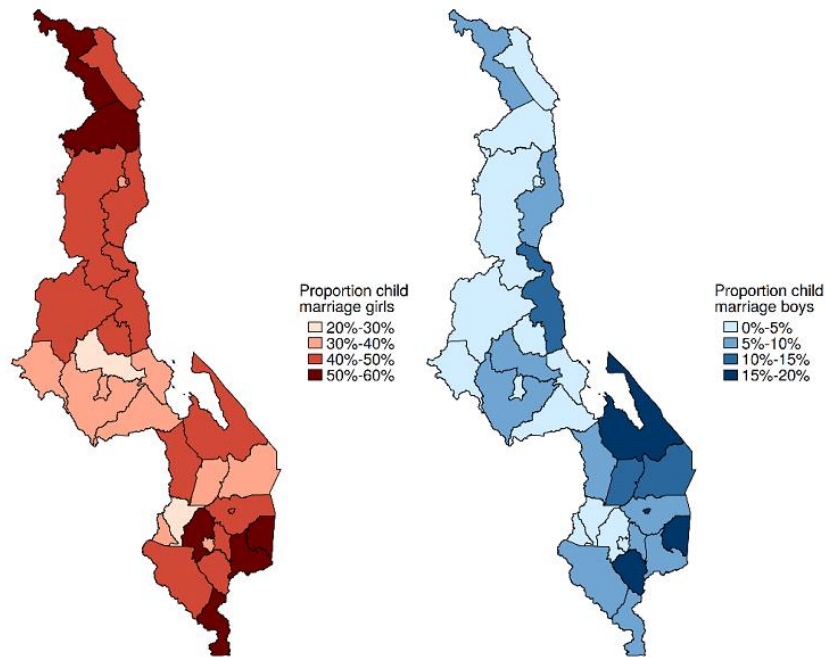 Proportion child
marriage girls
20%-30%
30%-40%
40%-50%
50%-60%
Proportion child
marriage boys
0%-5%
5%-10%
10%-15%
15%-20%